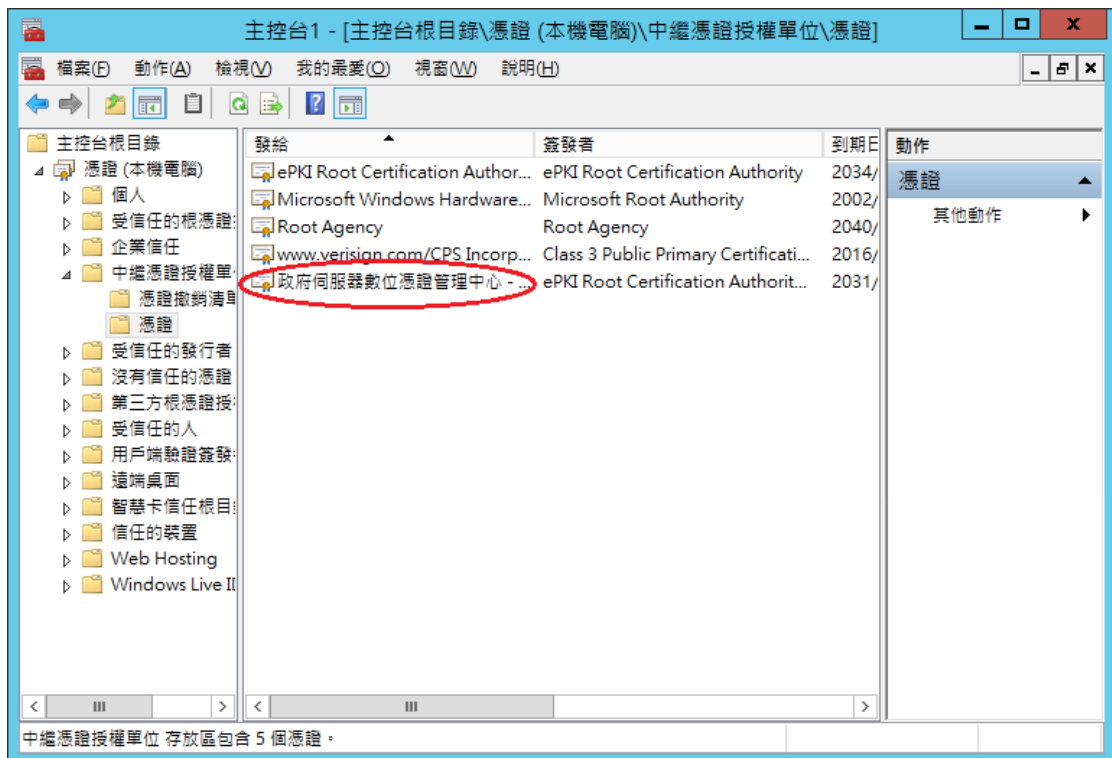 主控台1 - [主控台根目錄\憑證 (本機電腦)\中繼憑證授權單位\憑證]
檔案(F) 動作(A) 檢視(V) 我的最愛(O) 視窗(W) 說明(H)
主控台根目錄
憑證 (本機電腦)
個人
受信任的根憑證
企業信任
中繼憑證授權單
憑證撤銷清單
憑證
受信任的發行者
沒有信任的憑證
第三方根憑證授
受信任的人
用戶端驗證簽發
遠端桌面
智慧卡信任根目
信任的裝置
Web Hosting
Windows Live II
發給 簽發者 到期日
ePKI Root Certification Author... ePKI Root Certification Authority 2034/
Microsoft Windows Hardware... Microsoft Root Authority 2002/
Root Agency Root Agency 2040/
www.verisign.com/CPS Incorp... Class 3 Public Primary Certificati... 2016/
政府伺服器數位憑證管理中心 - ... ePKI Root Certification Authorit... 2031/
動作
憑證
其他動作
中繼憑證授權單位 存放區包含 5 個憑證。